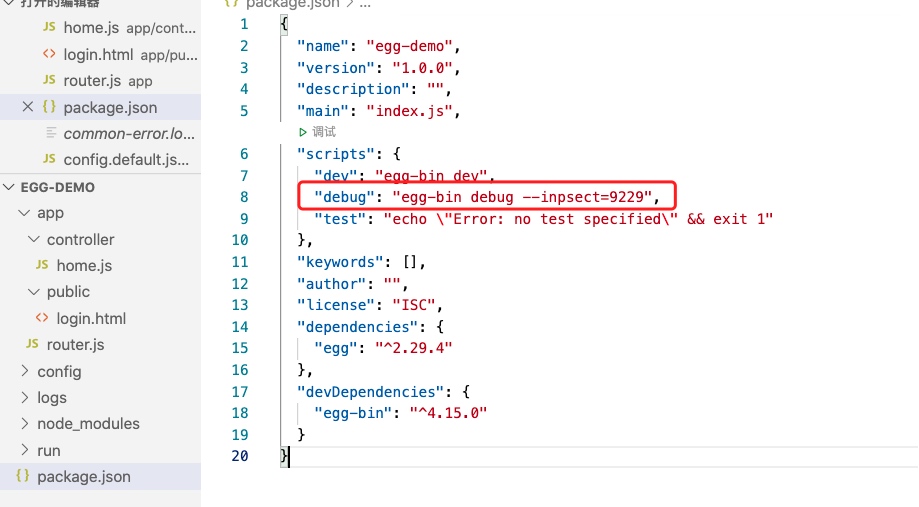 打开的编辑器
JS home.js app/cont...
<> login.html app/pu...
JS router.js app
{} package.json
common-error.lo...
JS config.default.js...
EGG-DEMO
app
controller
JS home.js
public
<> login.html
JS router.js
config
logs
node_modules
run
{} package.json
{} package.json > ...
1 {
2 "name": "egg-demo",
3 "version": "1.0.0",
4 "description": "",
5 "main": "index.js",
调试
6 "scripts": {
7 "dev": "egg-bin dev",
8 "debug": "egg-bin debug --inpsect=9229",
9 "test": "echo \"Error: no test specified\" && exit 1"
10 },
11 "keywords": [],
12 "author": "",
13 "license": "ISC",
14 "dependencies": {
15 "egg": "^2.29.4"
16 },
17 "devDependencies": {
18 "egg-bin": "^4.15.0"
19 }
20 }